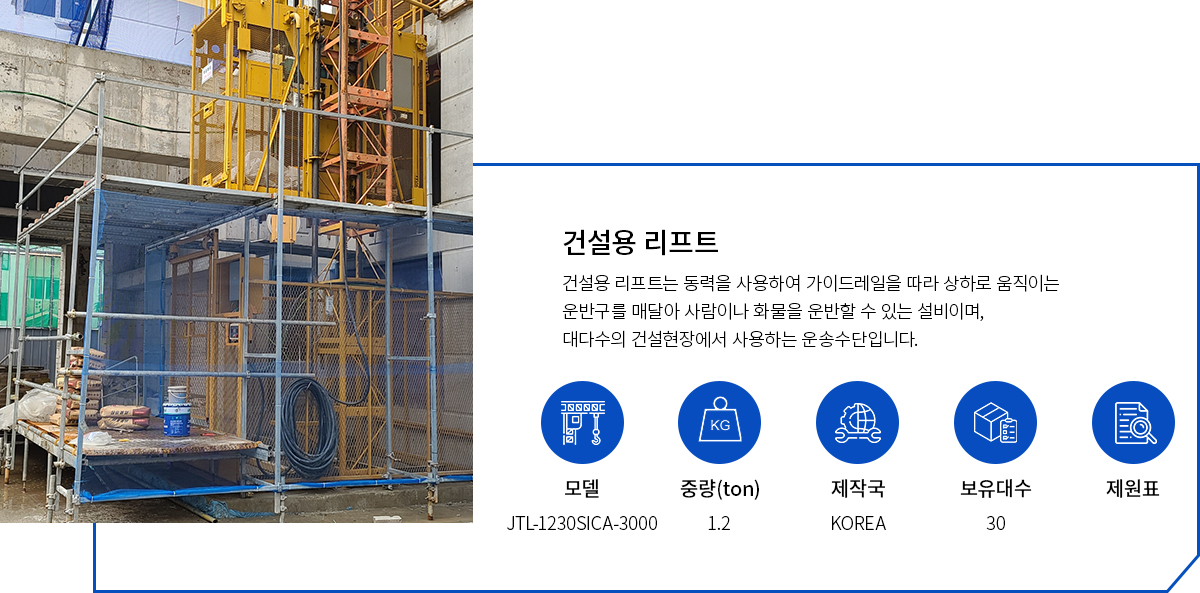 건설용 리프트
건설용 리프트는 동력을 사용하여 가이드레일을 따라 상하로 움직이는
운반구를 매달아 사람이나 화물을 운반할 수 있는 설비이며,
대다수의 건설현장에서 사용하는 운송수단입니다.
KG
모델
중량(ton)
제작국
보유대수
제원표
JTL-1230SICA-3000
1.2
KOREA
30